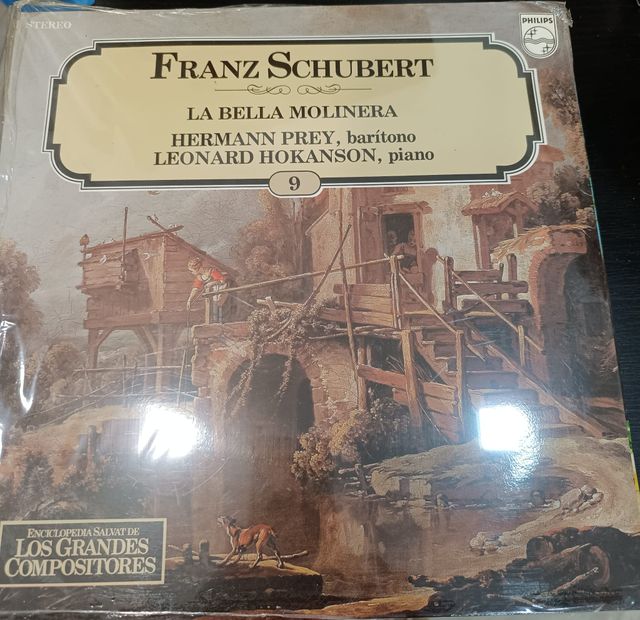 STEREO
PHILIPS
FRANZ SCHUBERT
LA BELLA MOLINERA
HERMANN PREY, barítono
LEONARD HOKANSON, piano
9
ENCICLOPEDIA SALVAT DE
LOS GRANDES
COMPOSITORES